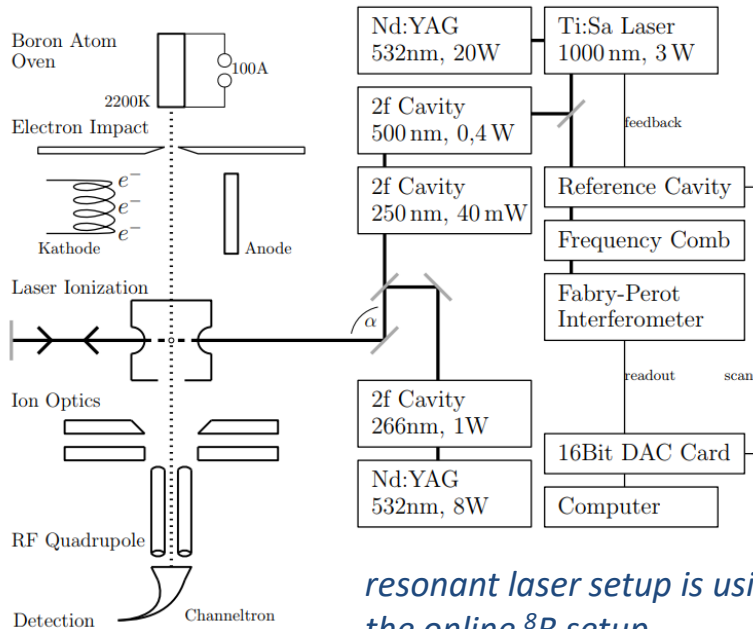 Boron Atom
Oven
100A
2200K
Electron Impact
e⁻
e⁻
e⁻
Kathode
Anode
Laser Ionization
α
Ion Optics
RF Quadrupole
Detection
Channeltron
Nd:YAG
532nm, 20W
Ti:Sa Laser
1000 nm, 3 W
2f Cavity
500 nm, 0,4 W
feedback
2f Cavity
250 nm, 40 mW
Reference Cavity
Frequency Comb
Fabry-Perot
Interferometer
readout
scan
2f Cavity
266nm, 1W
16Bit DAC Card
Nd:YAG
532nm, 8W
Computer
resonant laser setup is usi